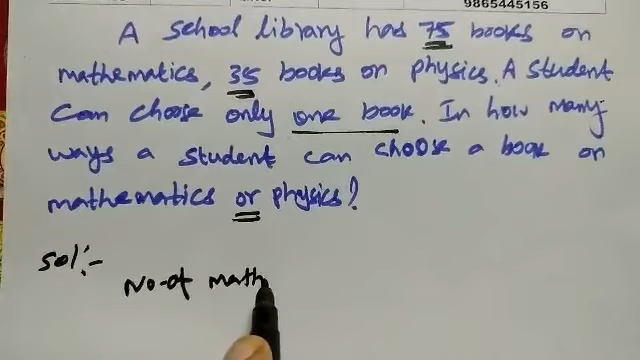 9865445156
A school library has 75 books on
mathematics, 35 books on physics. A student
can choose only one book. In how many
ways a student can choose a book on
mathematics or physics?
Sol:-
No. of math